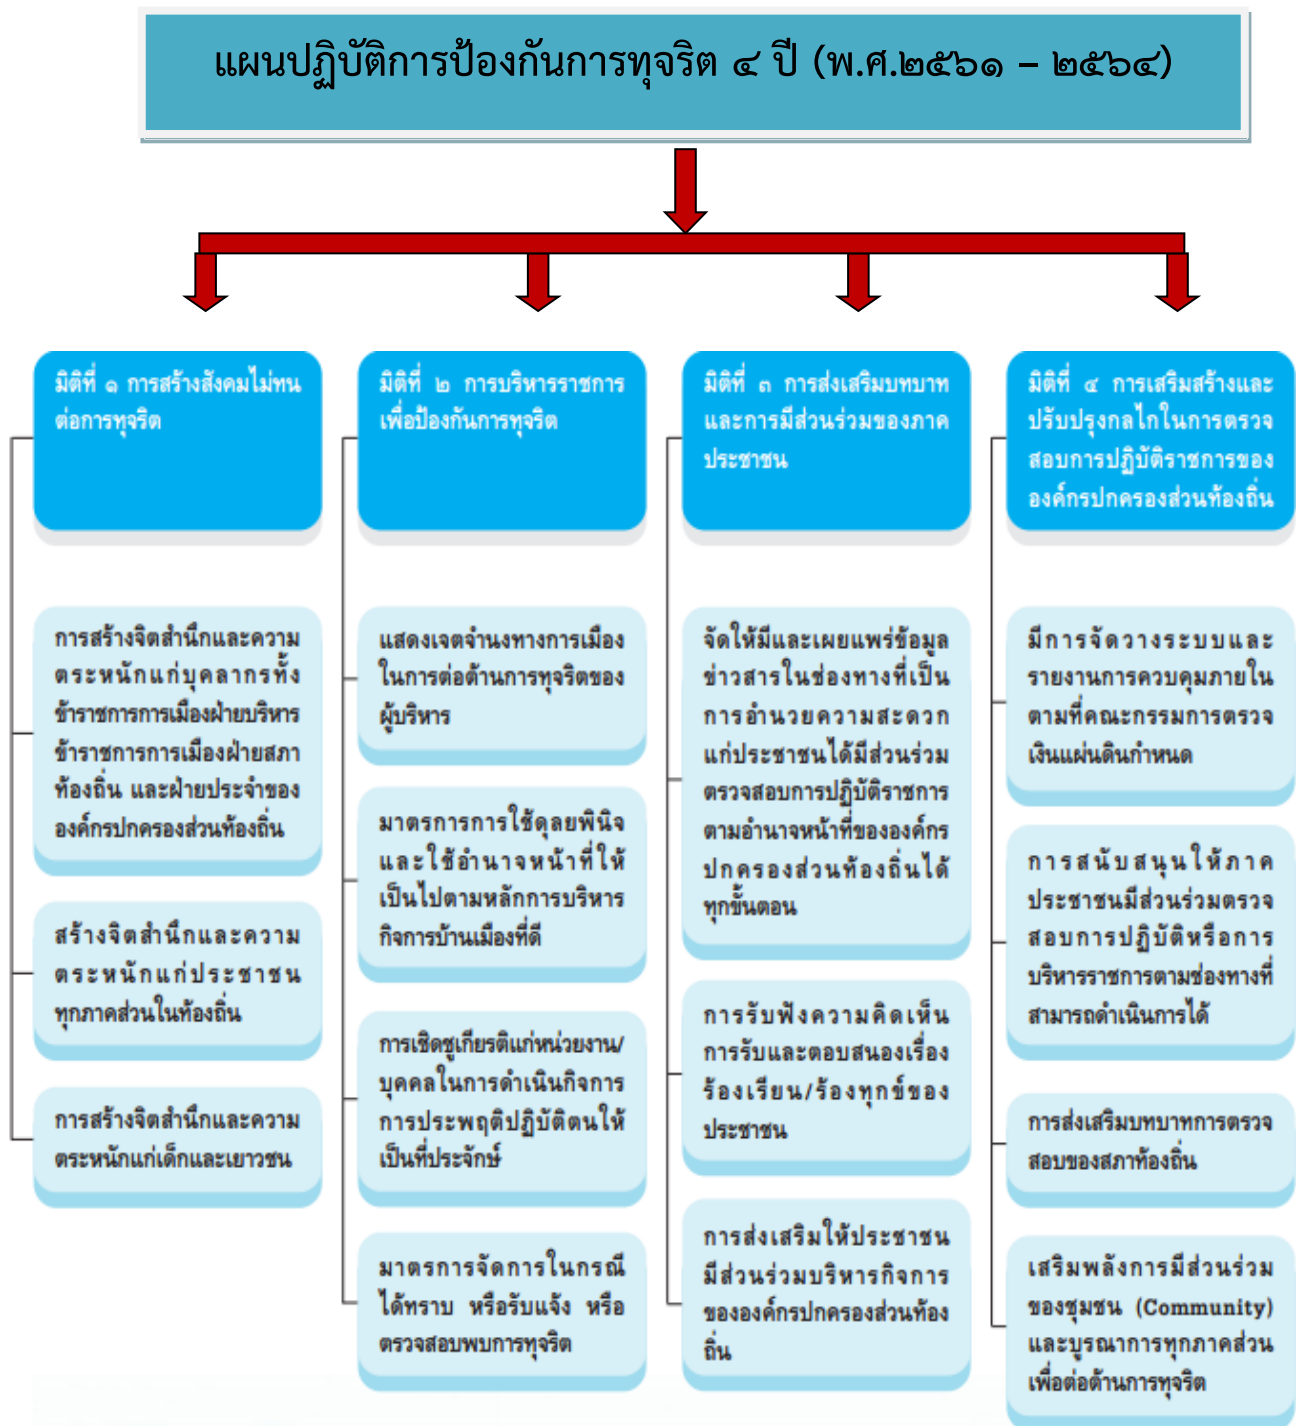 แผนปฏิบัติการป้องกันการทุจริต ๔ ปี (พ.ศ.๒๕๖๑ – ๒๕๖๔)
มิติที่ ๑ การสร้างสังคมไม่ทน
ต่อการทุจริต
การสร้างจิตสำนึกและความ
ตระหนักแก่บุคลากรทั้ง
ข้าราชการการเมืองฝ่ายบริหาร
ข้าราชการการเมืองฝ่ายสภา
ท้องถิ่น และฝ่ายประจำของ
องค์กรปกครองส่วนท้องถิ่น
สร้างจิตสำนึกและความ
ตระหนักแก่ประชาชน
ทุกภาคส่วนในท้องถิ่น
การสร้างจิตสำนึกและความ
ตระหนักแก่เด็กและเยาวชน
มิติที่ ๒ การบริหารราชการ
เพื่อป้องกันการทุจริต
แสดงเจตจำนงทางการเมือง
ในการต่อต้านการทุจริตของ
ผู้บริหาร
มาตรการการใช้ดุลยพินิจ
และใช้อำนาจหน้าที่ให้
เป็นไปตามหลักการบริหาร
กิจการบ้านเมืองที่ดี
การเชิดชูเกียรติแก่หน่วยงาน/
บุคคลในการดำเนินกิจการ
การประพฤติปฏิบัติตนให้
เป็นที่ประจักษ์
มาตรการจัดการในกรณี
ได้ทราบ หรือรับแจ้ง หรือ
ตรวจสอบพบการทุจริต
มิติที่ ๓ การส่งเสริมบทบาท
และการมีส่วนร่วมของภาค
ประชาชน
จัดให้มีและเผยแพร่ข้อมูล
ข่าวสารในช่องทางที่เป็น
การอำนวยความสะดวก
แก่ประชาชนได้มีส่วนร่วม
ตรวจสอบการปฏิบัติราชการ
ตามอำนาจหน้าที่ขององค์กร
ปกครองส่วนท้องถิ่นได้
ทุกขั้นตอน
การรับฟังความคิดเห็น
การรับและตอบสนองเรื่อง
ร้องเรียน/ร้องทุกข์ของ
ประชาชน
การส่งเสริมให้ประชาชน
มีส่วนร่วมบริหารกิจการ
ขององค์กรปกครองส่วนท้อง
ถิ่น
มิติที่ ๔ การเสริมสร้างและ
ปรับปรุงกลไกในการตรวจ
สอบการปฏิบัติราชการของ
องค์กรปกครองส่วนท้องถิ่น
มีการจัดวางระบบและ
รายงานการควบคุมภายใน
ตามที่คณะกรรมการตรวจ
เงินแผ่นดินกำหนด
การสนับสนุนให้ภาค
ประชาชนมีส่วนร่วมตรวจ
สอบการปฏิบัติหรือการ
บริหารราชการตามช่องทางที่
สามารถดำเนินการได้
การส่งเสริมบทบาทการตรวจ
สอบของสภาท้องถิ่น
เสริมพลังการมีส่วนร่วม
ของชุมชน (Community)
และบูรณาการทุกภาคส่วน
เพื่อต่อต้านการทุจริต